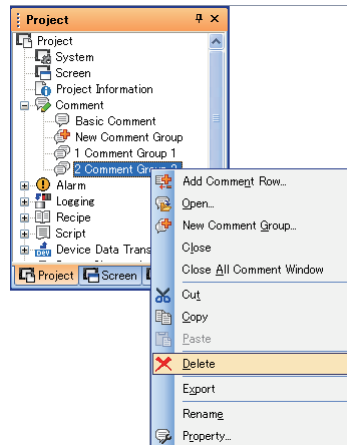 Project
Project
System
Screen
Project Information
Comment
Basic Comment
New Comment Group
1 Comment Group 1
2 Comment Group 2
Alarm
Logging
Recipe
Script
Device Data Trans
Project
Screen
Add Comment Row...
Open...
New Comment Group...
Close
Close All Comment Window
Cut
Copy
Paste
Delete
Export
Rename
Property...